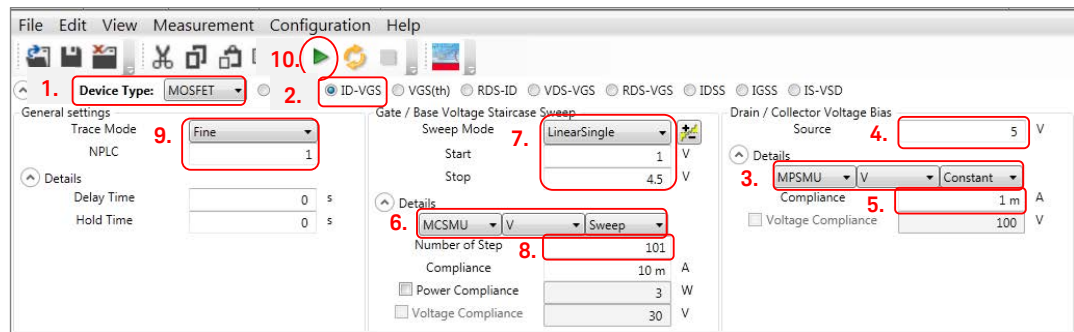 File Edit View Measurement Configuration Help
10.
1. Device Type: MOSFET 2. ID-VGS VGS(th) RDS-ID VDS-VGS RDS-VGS IDSS IGSS IS-VSD
General settings
Trace Mode 9. Fine
NPLC 1
Details
Delay Time 0 s
Hold Time 0 s
Gate / Base Voltage Staircase Sweep
Sweep Mode 7. LinearSingle
Start 1 V
Stop 4.5 V
Details
6. MCSMU V Sweep
Number of Step 8. 101
Compliance 10 m A
Power Compliance 3 W
Voltage Compliance 30 V
Drain / Collector Voltage Bias
Source 4. 5 V
Details
3. MPSMU V Constant
Compliance 5. 1 m A
Voltage Compliance 100 V